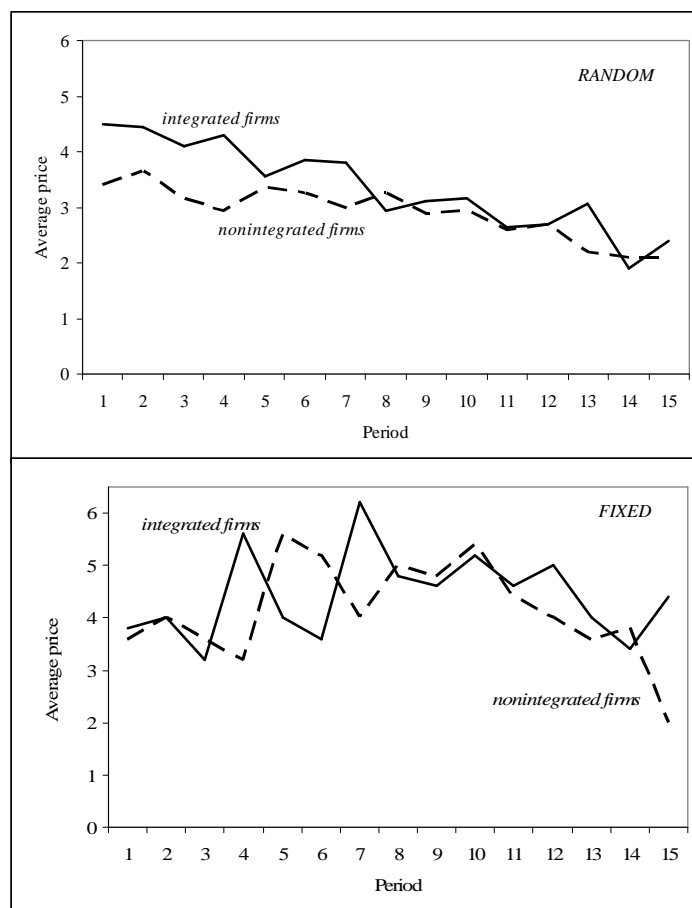 RANDOM
6
5
4
3
2
1
0
Average price
integrated firms
nonintegrated firms
1 2 3 4 5 6 7 8 9 10 11 12 13 14 15
Period
FIXED
6
5
4
3
2
1
0
Average price
integrated firms
nonintegrated firms
1 2 3 4 5 6 7 8 9 10 11 13 14 15
Period